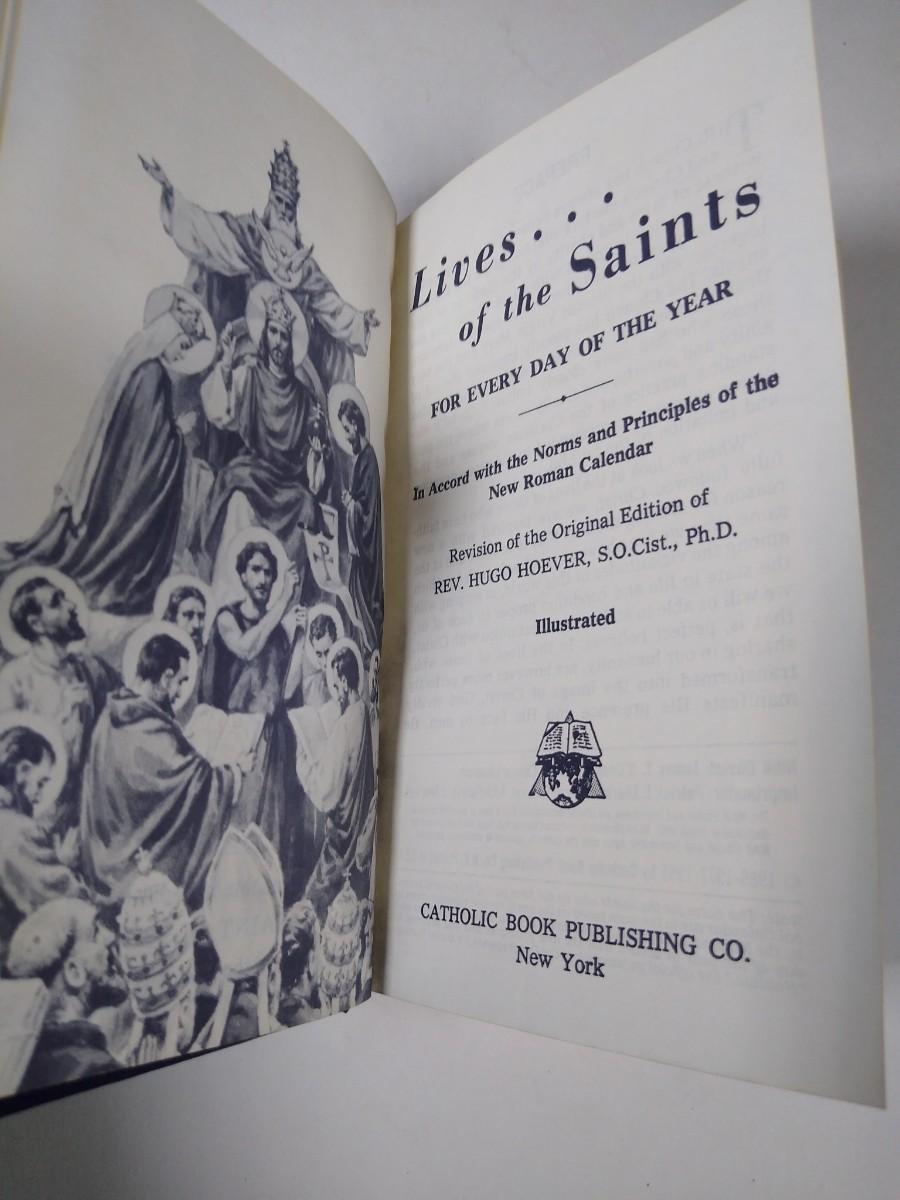 Lives . . .
of the Saints
FOR EVERY DAY OF THE YEAR
In Accord with the Norms and Principles of the
New Roman Calendar
Revision of the Original Edition of
REV. HUGO HOEVER, S.O.Cist., Ph.D.
Illustrated
CATHOLIC BOOK PUBLISHING CO.
New York